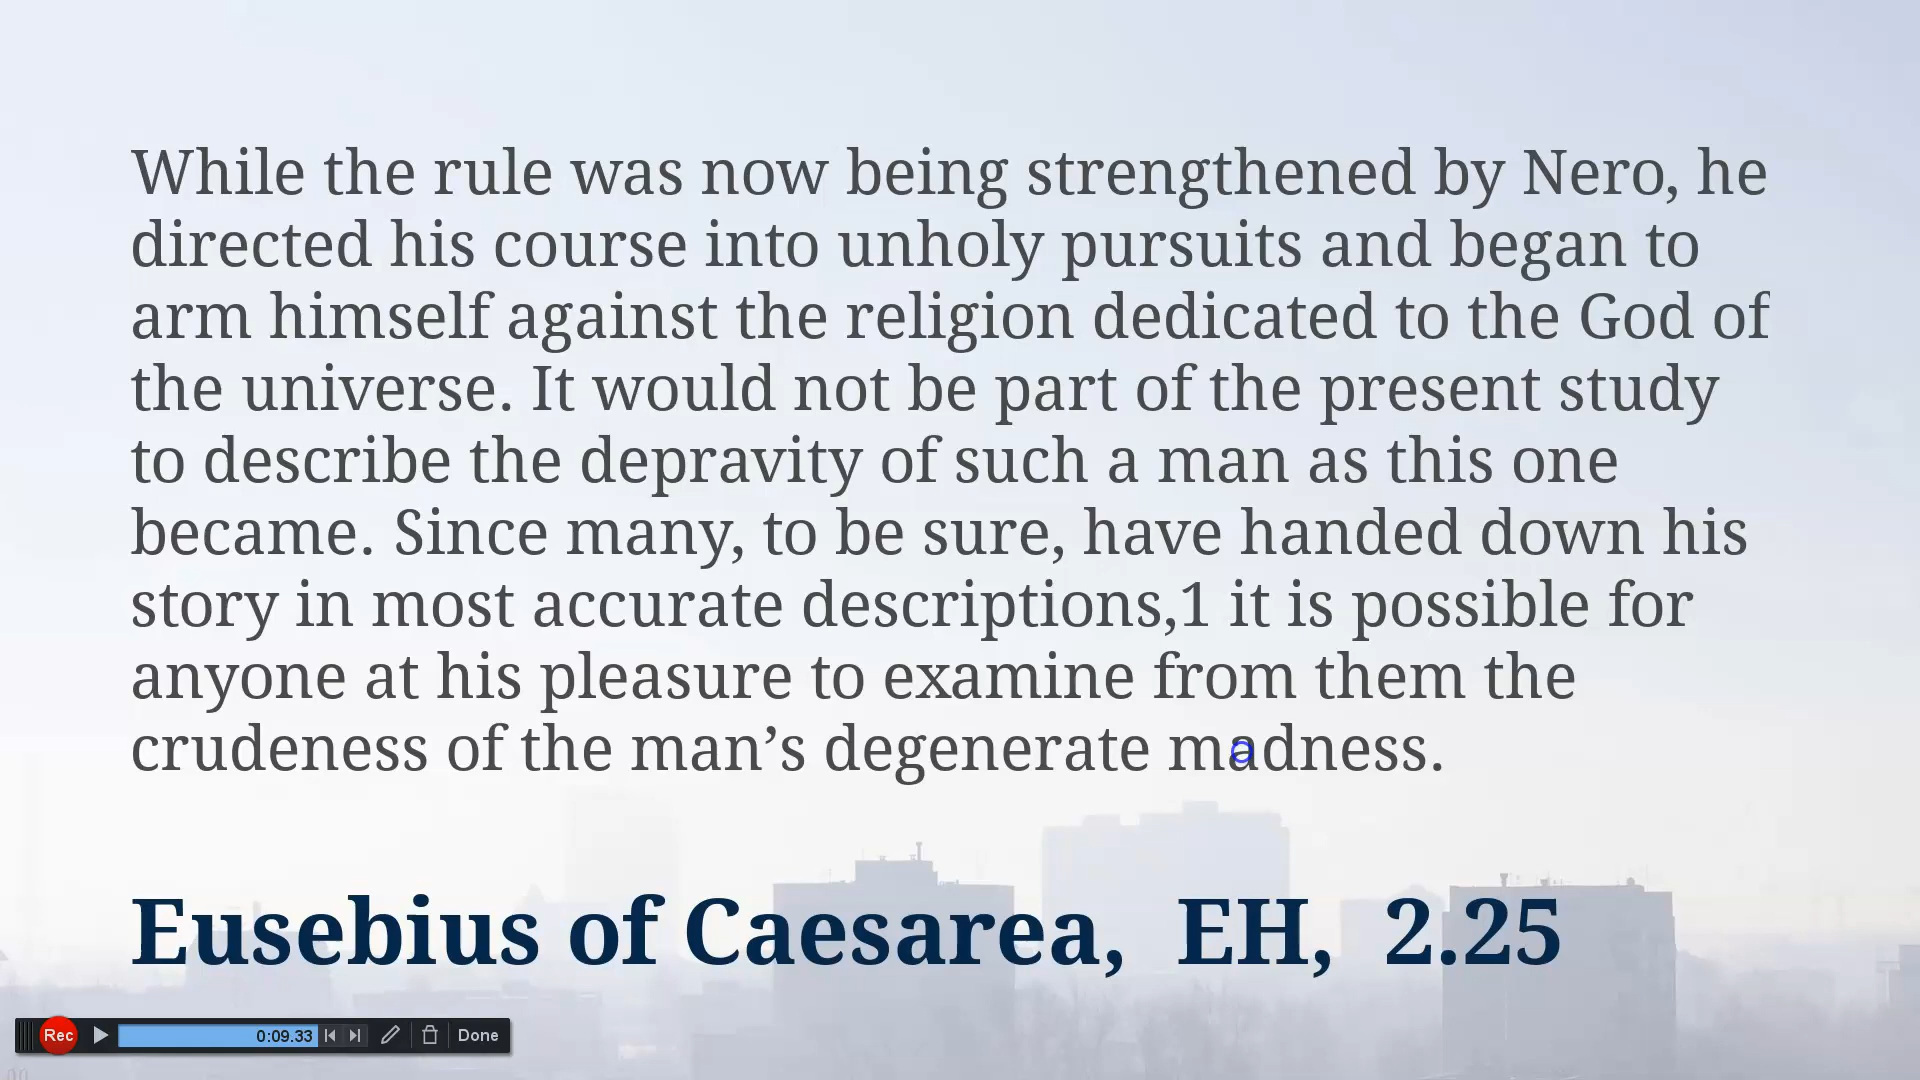 While the rule was now being strengthened by Nero, he
directed his course into unholy pursuits and began to
arm himself against the religion dedicated to the God of
the universe. It would not be part of the present study
to describe the depravity of such a man as this one
became. Since many, to be sure, have handed down his
story in most accurate descriptions,1 it is possible for
anyone at his pleasure to examine from them the
crudeness of the man’s degenerate madness.
Eusebius of Caesarea, EH, 2.25
Rec 0:09.33 Done